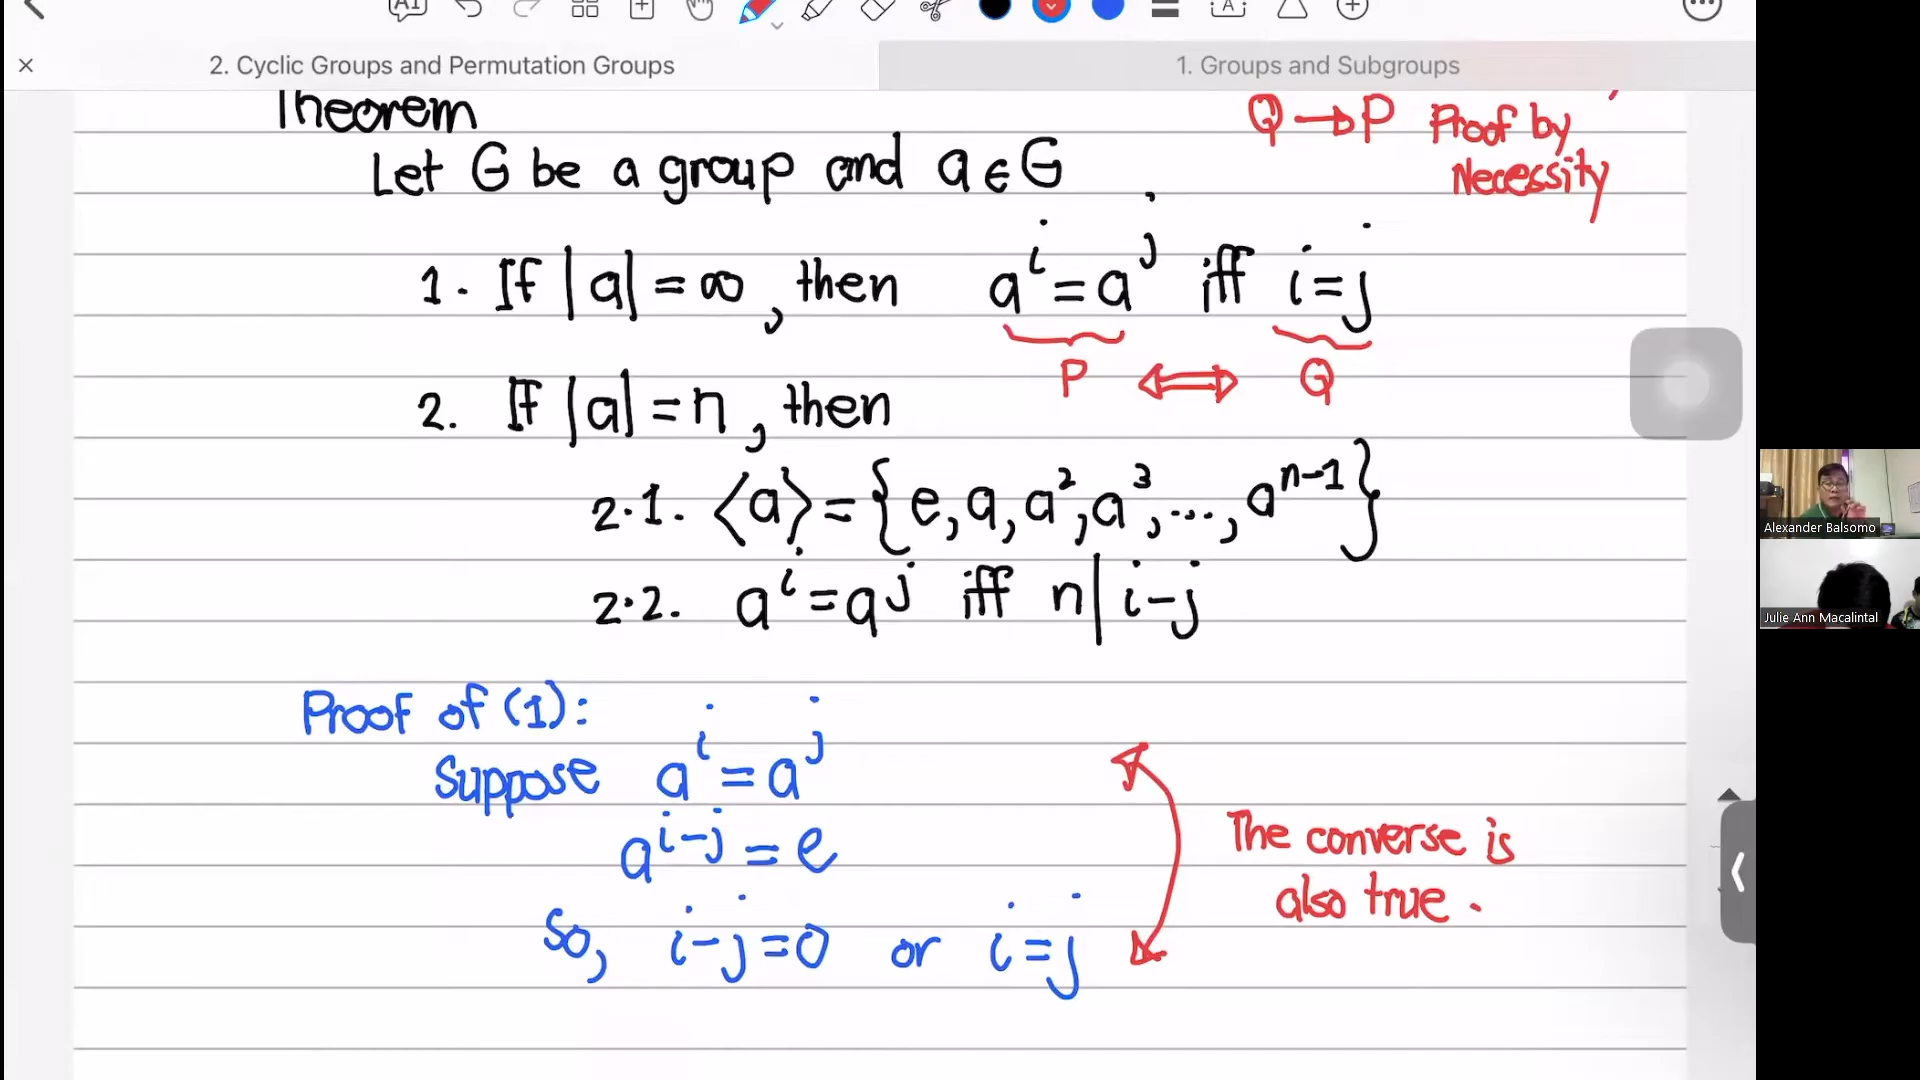 2. Cyclic Groups and Permutation Groups
1. Groups and Subgroups
Theorem
Q → P Proof by
Necessity
Let G be a group and a ∈ G
1. If |a| = ∞, then a^i = a^j iff i = j
P ⟺ Q
2. If |a| = n, then
2.1. ⟨a⟩ = {e, a, a², a³, ..., a^{n-1}}
2.2. a^i = a^j iff n | i-j
Proof of (1):
Suppose a^i = a^j
a^{i-j} = e
So, i-j = 0 or i = j
The converse is
also true.
Alexander Balsomo
Julie Ann Macalintal